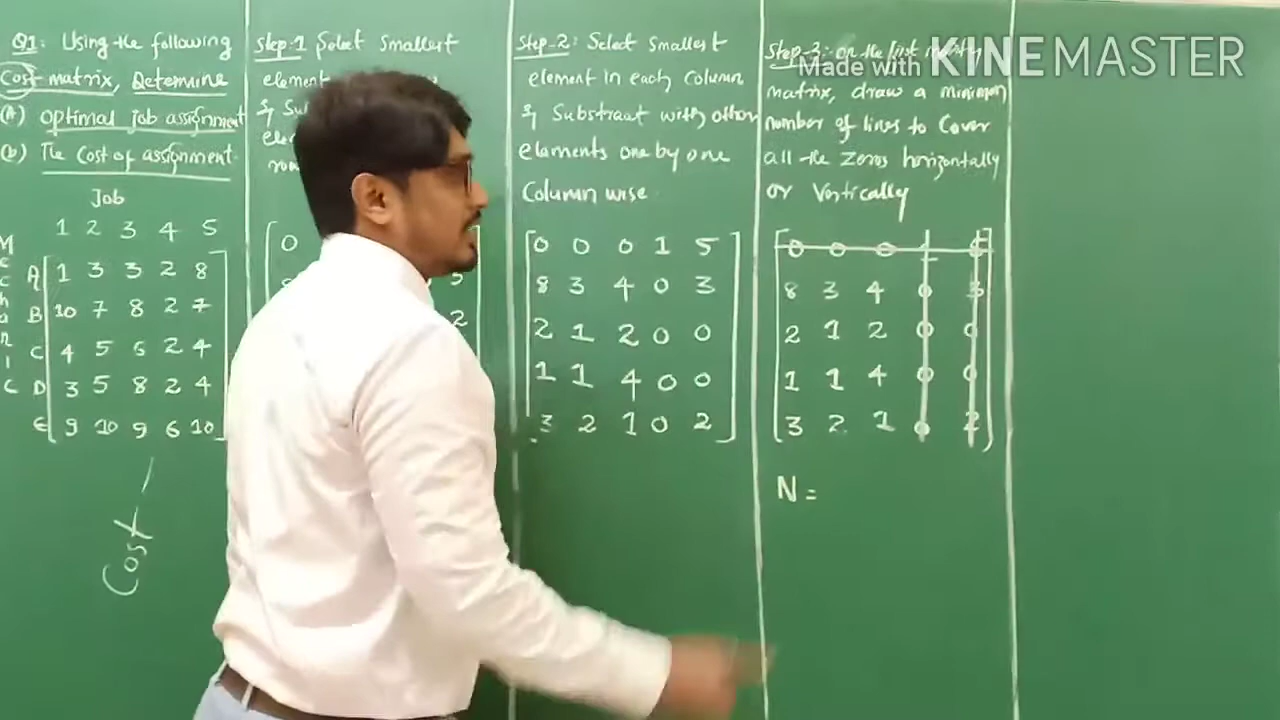 Q1: Using the following
Cost matrix, Determine
(A) optimal job assignment
(b) The Cost of assignment.
Job
1 2 3 4 5
A 1 3 3 2 8
B 10 7 8 2 7
C 4 5 6 2 4
D 3 5 8 2 4
E 9 10 9 6 10
Cost
Step-1 Select Smallest
element
& Su
ele
0
2
Step-2: Select Smallest
element in each Column
& Substract with other
elements one by one
Column wise
0 0 0 1 5
8 3 4 0 3
2 1 2 0 0
1 1 4 0 0
3 2 1 0 2
Step-3:- on the first
matrix, draw a minimum
number of lines to Cover
all the Zeros horizontally
or Vertically
0 0 0
8 3 4 0 3
2 1 2 0 0
1 1 4 0 0
3 2 1 0 2
N =
Made with KINEMASTER